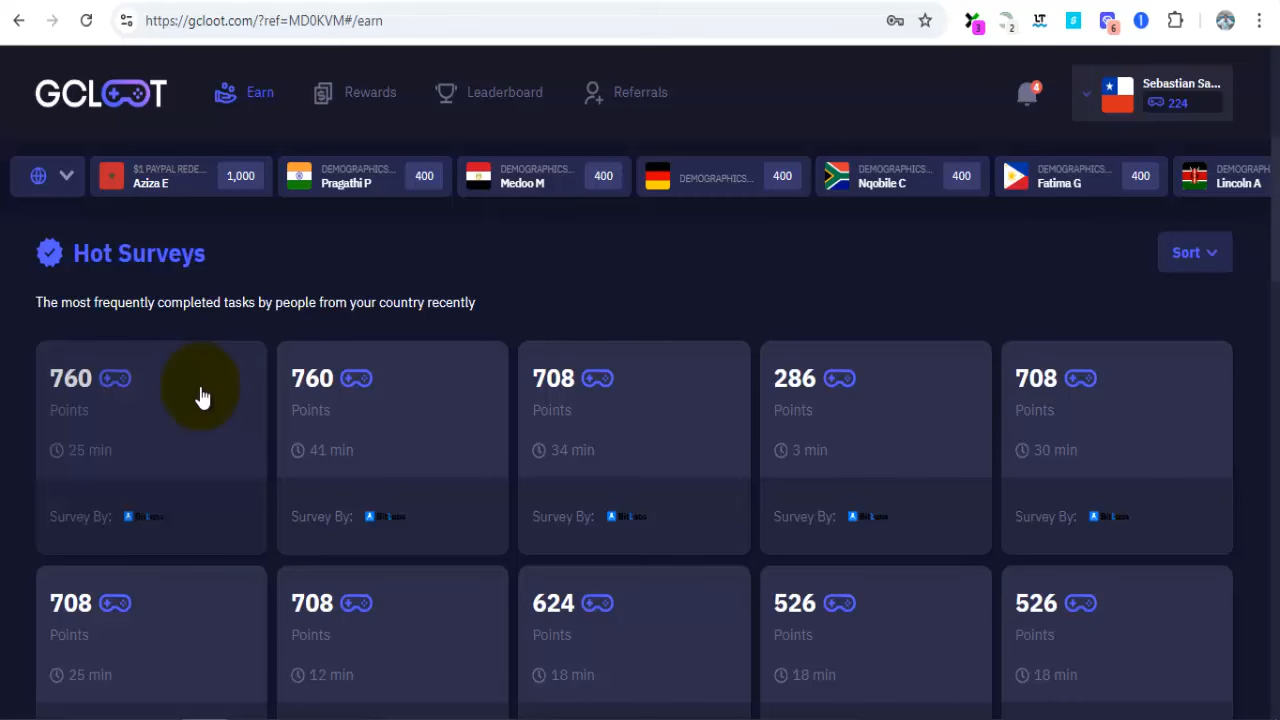 https://gcloot.com/?ref=MD0KVM#/earn
3
2
LT
6
GCLOOT
Earn
Rewards
Leaderboard
Referrals
4
Sebastian Sa...
224
$1 PAYPAL REDE...
Aziza E
1,000
DEMOGRAPHICS...
Pragathi P
400
DEMOGRAPHICS...
Medoo M
400
DEMOGRAPHICS...
400
DEMOGRAPHICS...
Nqobile C
400
DEMOGRAPHICS...
Fatima G
400
DEMOGRAPH
Lincoln A
Hot Surveys
Sort
The most frequently completed tasks by people from your country recently
760
Points
25 min
Survey By:
760
Points
41 min
Survey By:
708
Points
34 min
Survey By:
286
Points
3 min
Survey By:
708
Points
30 min
Survey By:
708
Points
25 min
708
Points
12 min
624
Points
18 min
526
Points
18 min
526
Points
18 min